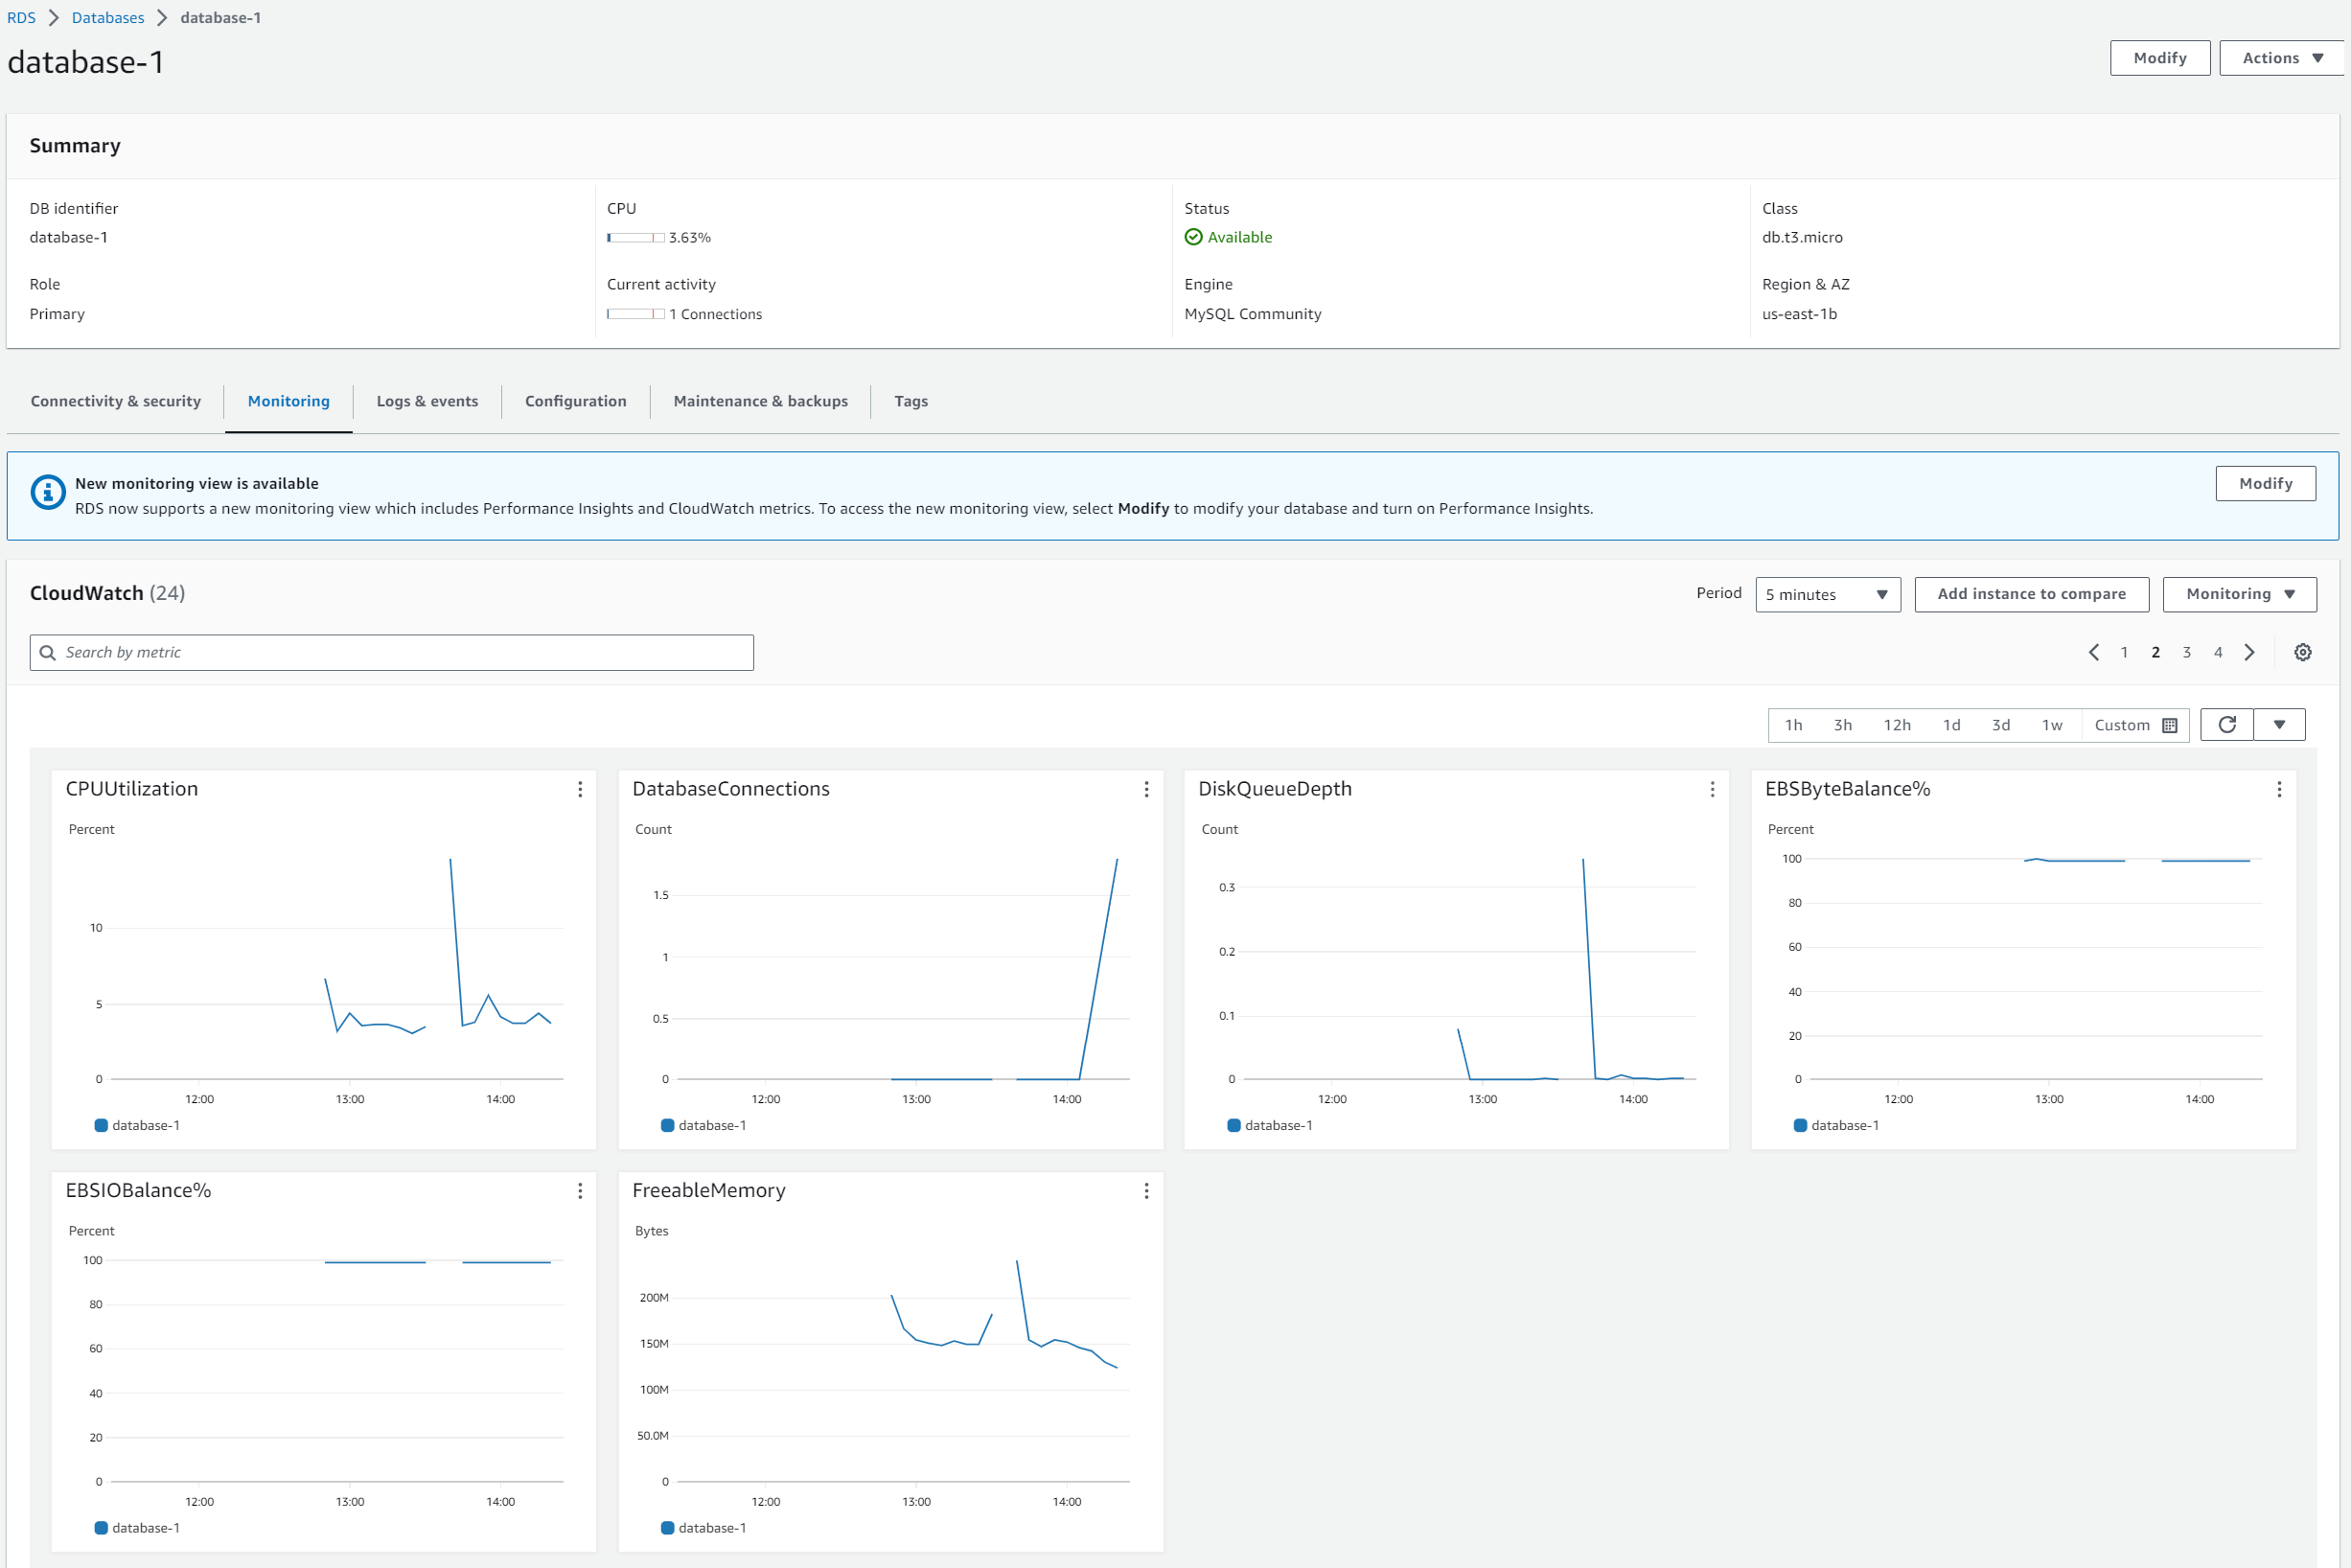 RDS > Databases > database-1
database-1
Modify
Actions
Summary
DB identifier
database-1
CPU
3.63%
Status
Available
Class
db.t3.micro
Role
Primary
Current activity
1 Connections
Engine
MySQL Community
Region & AZ
us-east-1b
Connectivity & security
Monitoring
Logs & events
Configuration
Maintenance & backups
Tags
New monitoring view is available
RDS now supports a new monitoring view which includes Performance Insights and CloudWatch metrics. To access the new monitoring view, select Modify to modify your database and turn on Performance Insights.
Modify
CloudWatch (24)
Period
5 minutes
Add instance to compare
Monitoring
Search by metric
1 2 3 4
1h 3h 12h 1d 3d 1w Custom
CPUUtilization
Percent
10
5
0
12:00 13:00 14:00
database-1
DatabaseConnections
Count
1.5
1
0.5
0
12:00 13:00 14:00
database-1
DiskQueueDepth
Count
0.3
0.2
0.1
0
12:00 13:00 14:00
database-1
EBSByteBalance%
Percent
100
80
60
40
20
0
12:00 13:00 14:00
database-1
EBSIOBalance%
Percent
100
80
60
40
20
0
12:00 13:00 14:00
database-1
FreeableMemory
Bytes
200M
150M
100M
50.0M
0
12:00 13:00 14:00
database-1